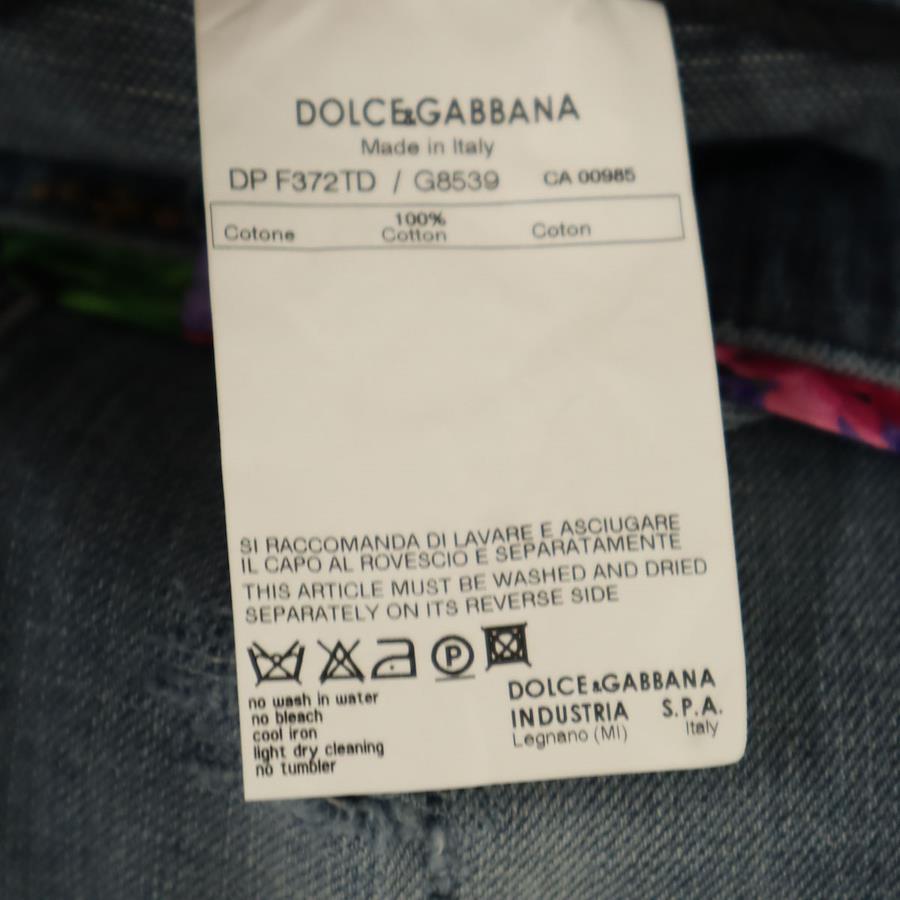 DOLCE&GABBANA
Made in Italy
DP F372TD / G8539 CA 00985
100%
Cotone Cotton Coton
SI RACCOMANDA DI LAVARE E ASCIUGARE
IL CAPO AL ROVESCIO E SEPARATAMENTE
THIS ARTICLE MUST BE WASHED AND DRIED
SEPARATELY ON ITS REVERSE SIDE
P
no wash in water
no bleach
cool iron
light dry cleaning
no tumbler
DOLCE&GABBANA
INDUSTRIA S.P.A.
Legnano (MI) Italy